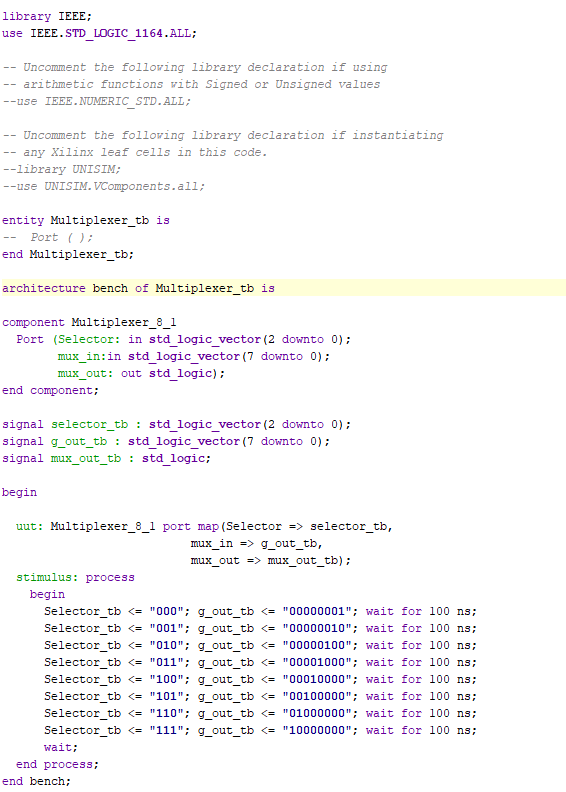 library IEEE;
use IEEE.STD_LOGIC_1164.ALL;
-- Uncomment the following library declaration if using
-- arithmetic functions with Signed or Unsigned values
--use IEEE.NUMERIC_STD.ALL;
-- Uncomment the following library declaration if instantiating
-- any Xilinx leaf cells in this code.
--library UNISIM;
--use UNISIM.VComponents.all;
entity Multiplexer_tb is
--  Port ( );
end Multiplexer_tb;
architecture bench of Multiplexer_tb is
component Multiplexer_8_1
  Port (Selector: in std_logic_vector(2 downto 0);
        mux_in:in std_logic_vector(7 downto 0);
        mux_out: out std_logic);
end component;
signal selector_tb : std_logic_vector(2 downto 0);
signal g_out_tb : std_logic_vector(7 downto 0);
signal mux_out_tb : std_logic;
begin
  uut: Multiplexer_8_1 port map(Selector => selector_tb,
                           mux_in => g_out_tb,
                           mux_out => mux_out_tb);
  stimulus: process
    begin
      Selector_tb <= "000"; g_out_tb <= "00000001"; wait for 100 ns;
      Selector_tb <= "001"; g_out_tb <= "00000010"; wait for 100 ns;
      Selector_tb <= "010"; g_out_tb <= "00000100"; wait for 100 ns;
      Selector_tb <= "011"; g_out_tb <= "00001000"; wait for 100 ns;
      Selector_tb <= "100"; g_out_tb <= "00010000"; wait for 100 ns;
      Selector_tb <= "101"; g_out_tb <= "00100000"; wait for 100 ns;
      Selector_tb <= "110"; g_out_tb <= "01000000"; wait for 100 ns;
      Selector_tb <= "111"; g_out_tb <= "10000000"; wait for 100 ns;
      wait;
  end process;
end bench;